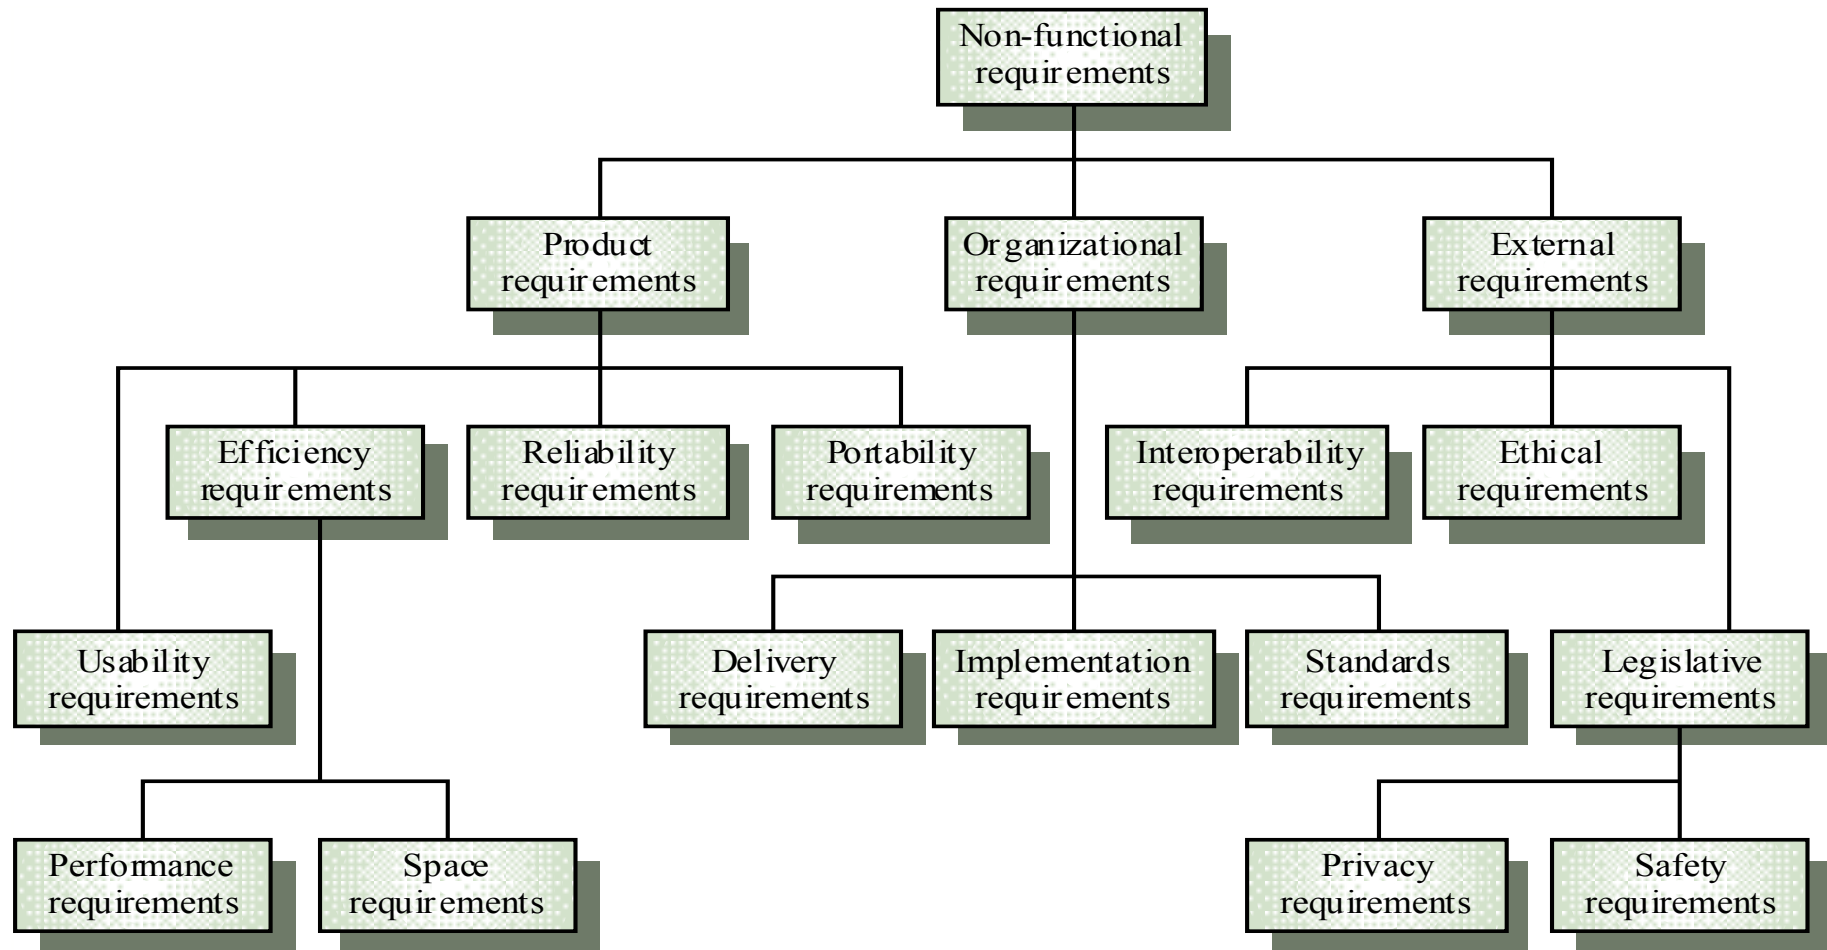 Non-functional
requirements
Product
requirements
Organizational
requirements
External
requirements
Efficiency
requirements
Reliability
requirements
Portability
requirements
Interoperability
requirements
Ethical
requirements
Usability
requirements
Delivery
requirements
Implementation
requirements
Standards
requirements
Legislative
requirements
Performance
requirements
Space
requirements
Privacy
requirements
Safety
requirements